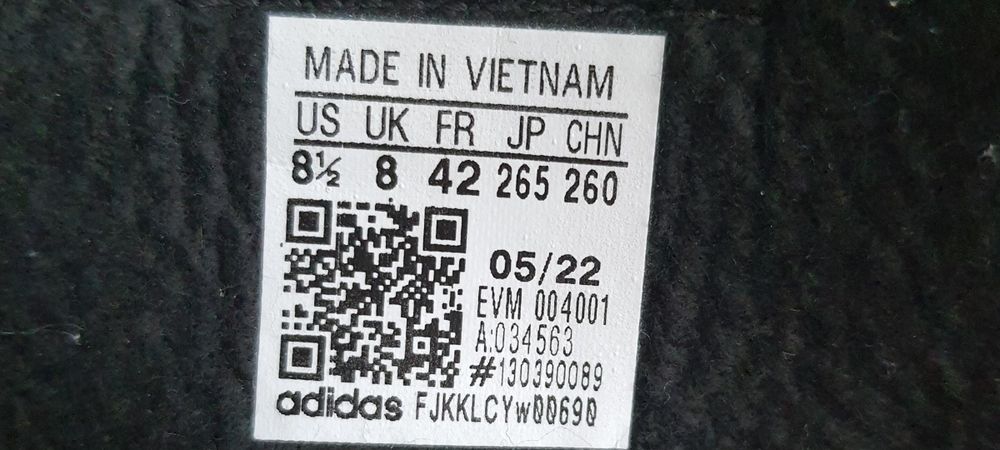 MADE IN VIETNAM
US UK FR JP CHN
8½ 8 42 265 260
05/22
EVM 004001
A:034563
#130390089
adidas FJKKLCYw00690